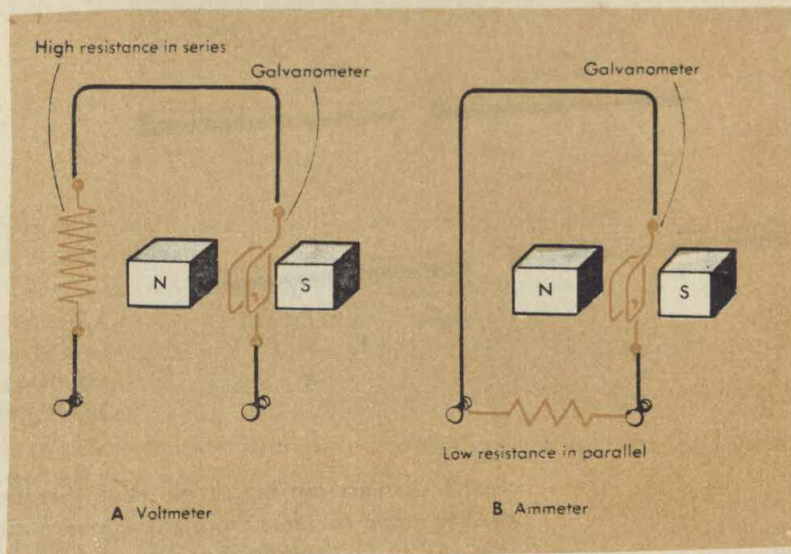 High resistance in series
Galvanometer
N
S
A Voltmeter
Galvanometer
N
S
Low resistance in parallel
B Ammeter